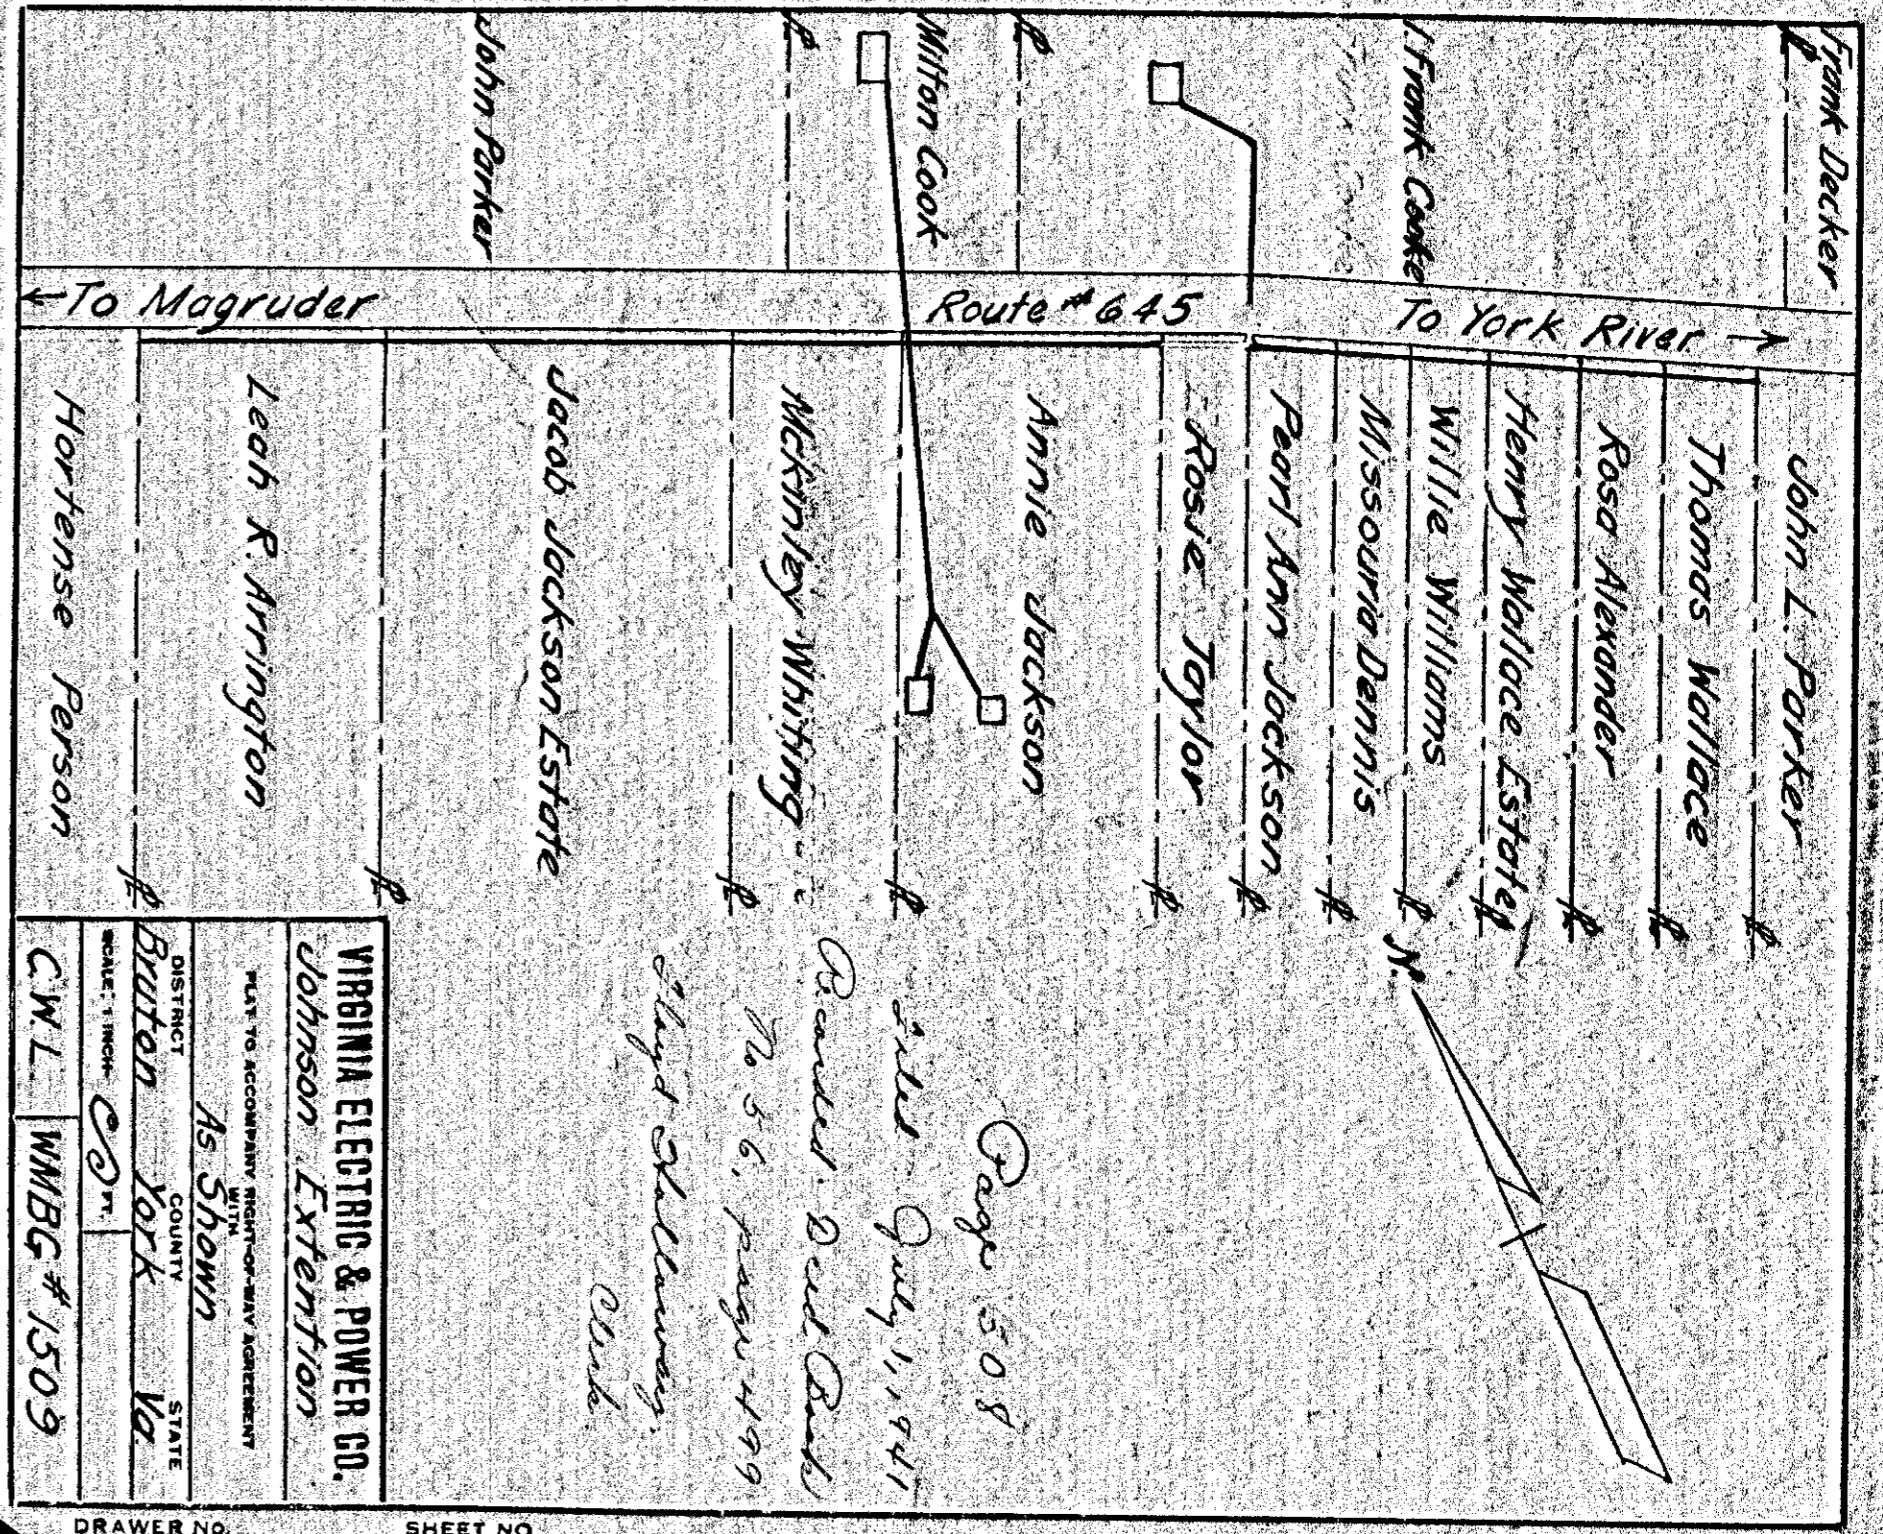 Frank Decker
J. Frank Cooke
Milton Cook
John Parker
← To Magruder
Route # 645
To York River →
John L. Parker
Thomas Wallace
Rosa Alexander
Henry Wallace Estate
Willie Williams
Missouria Dennis
Pearl Ann Jackson
Rosie Taylor
Annie Jackson
McKinley Whiting
Jacob Jackson Estate
Leah R. Arrington
Hortense Person
N.
Page 508
Filed July 1, 1941
Recorded Deed Book
No 56, page 499
Floyd Holloway,
Clerk
VIRGINIA ELECTRIC & POWER CO.
Johnson Extention
PLAT TO ACCOMPANY RIGHT-OF-WAY AGREEMENT
WITH
As Shown
DISTRICT COUNTY STATE
Bruton York Va.
SCALE: 1 INCH FT.
C.W.L. WMBG # 1509
DRAWER NO. SHEET NO